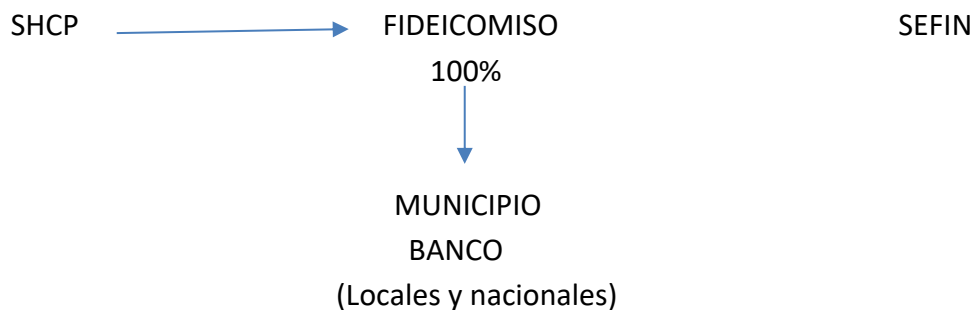 SHCP FIDEICOMISO SEFIN
100%
MUNICIPIO
BANCO
(Locales y nacionales)